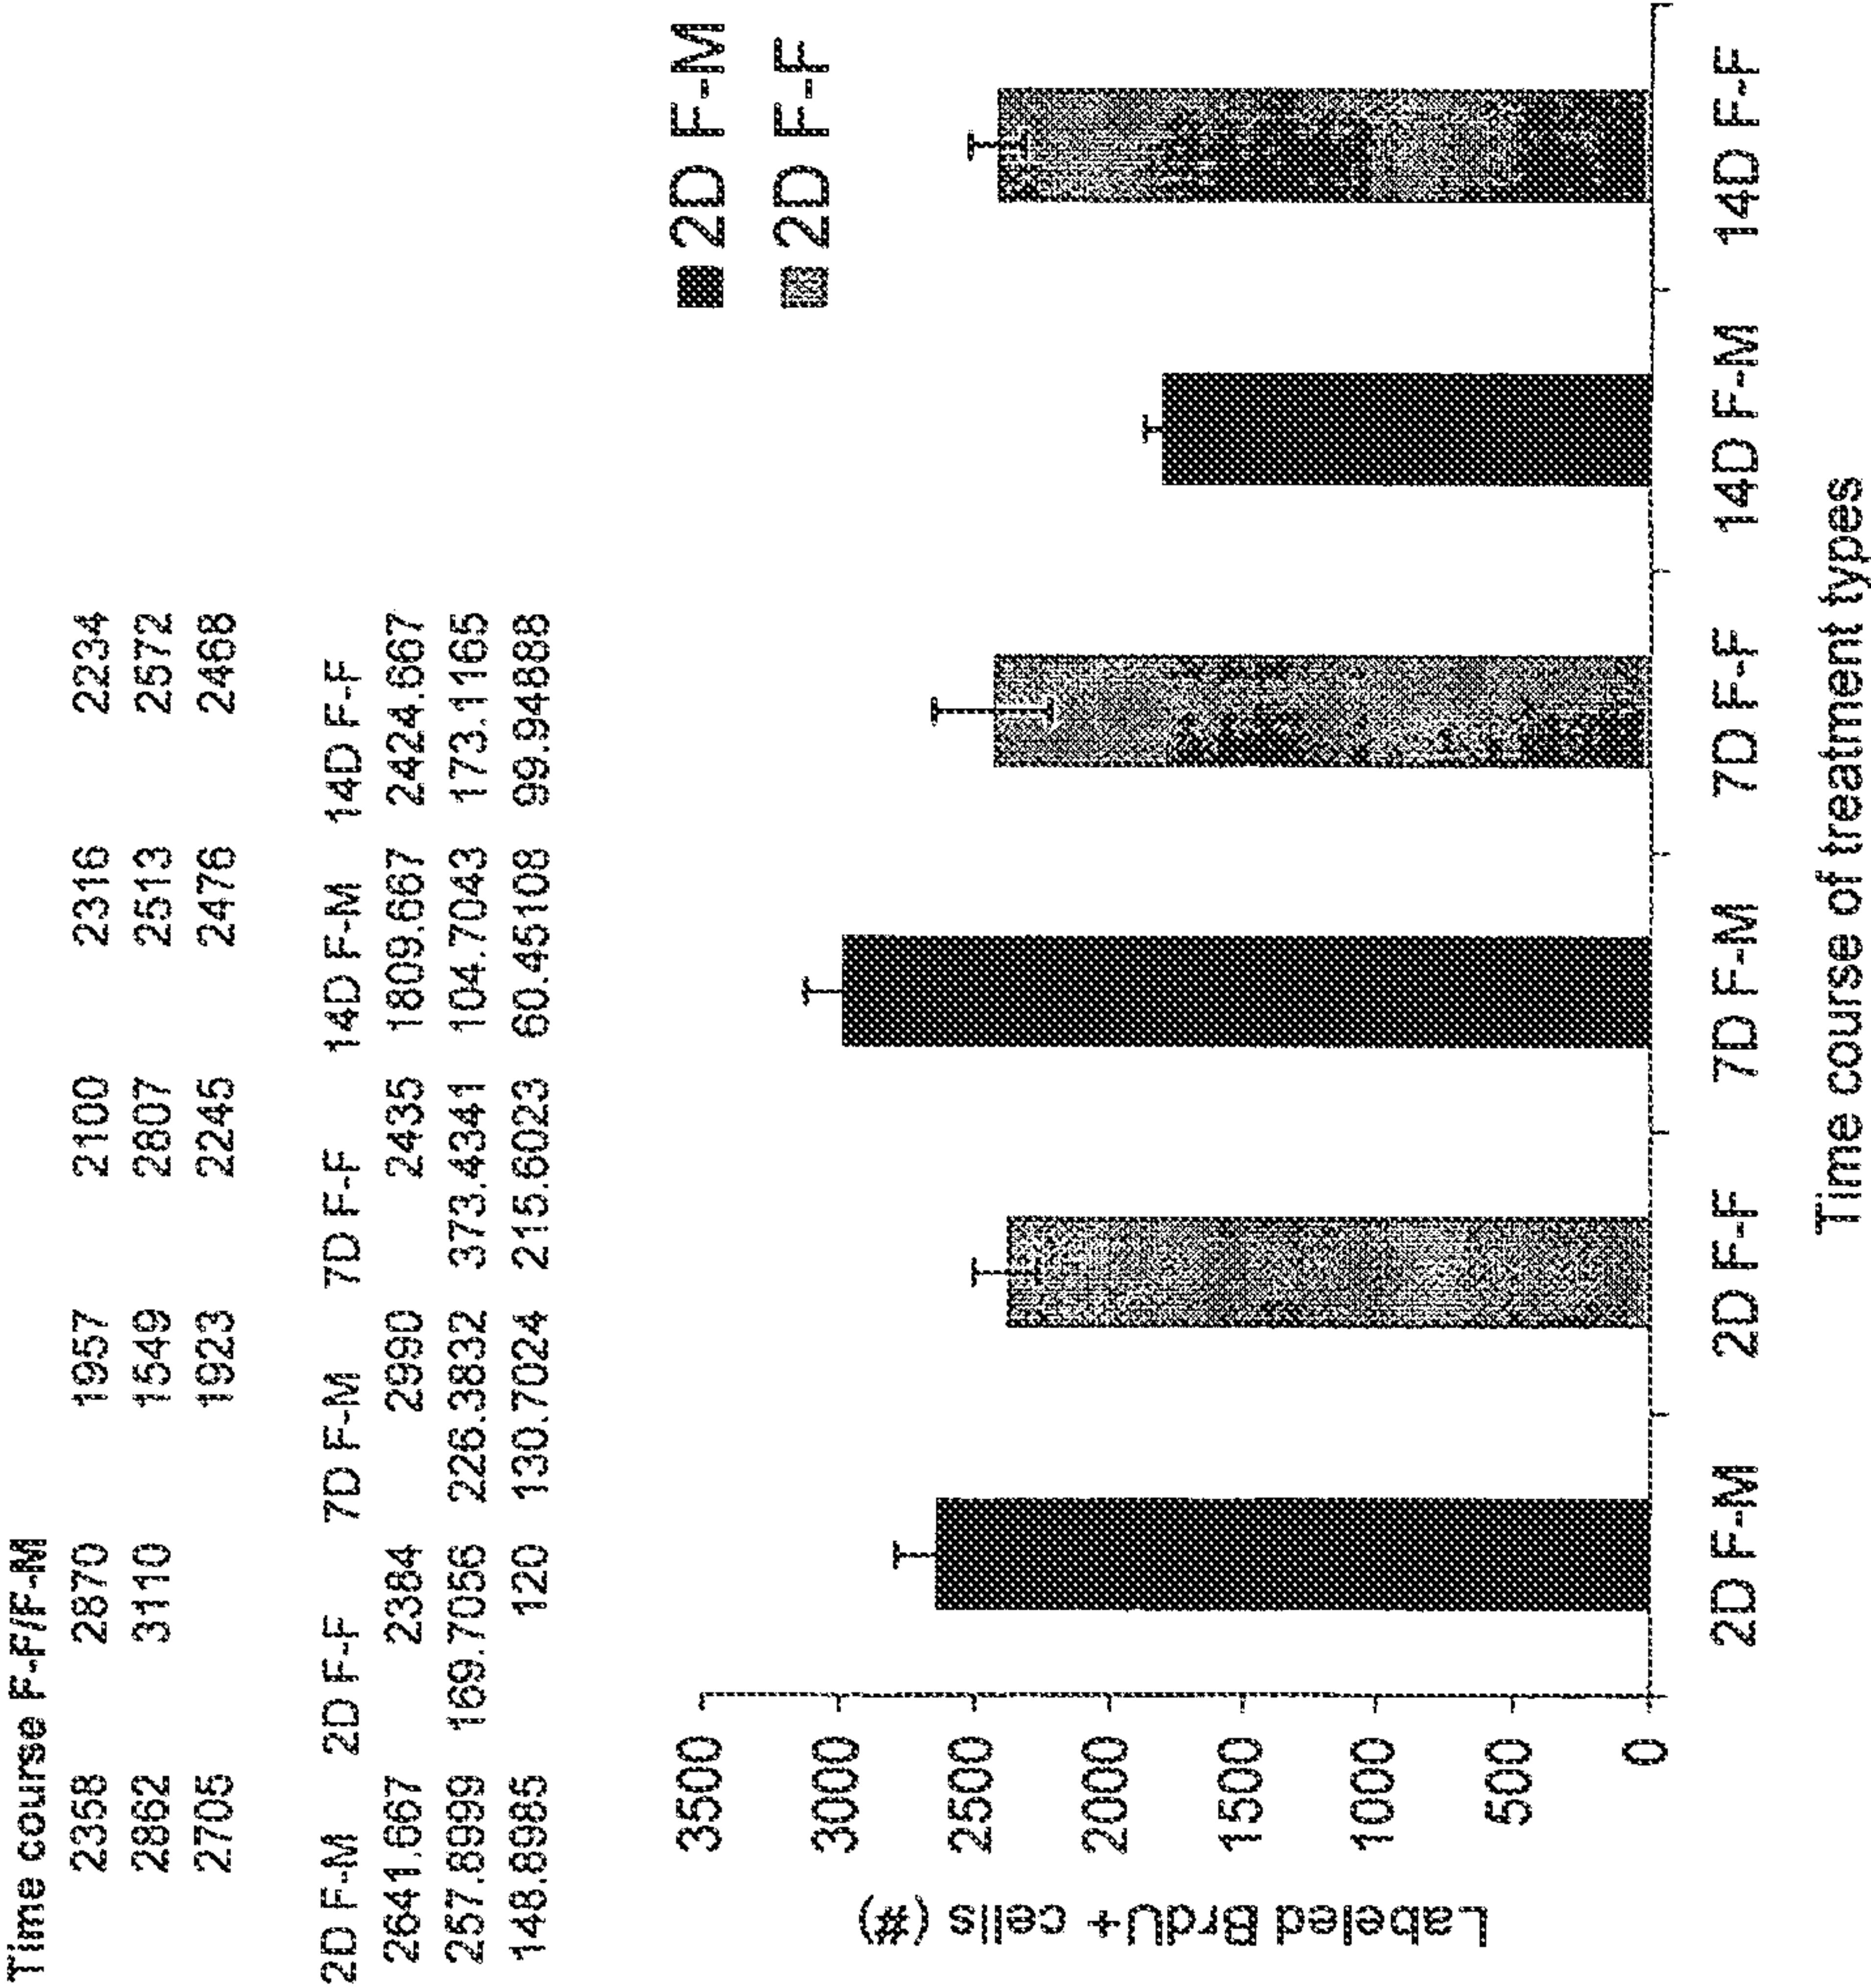 Time course F-F/F-M
2358 2870 1957 2100 2316 2234
2862 3110 1549 2807 2513 2572
2705 1923 2245 2476 2468
2D F-M 2D F-F 7D F-M 7D F-F 14D F-M 14D F-F
2641.667 2384 2990 2435 1809.667 2424.667
257.8999 169.7056 226.3832 373.4341 104.7043 173.1165
148.8985 120 130.7024 215.6023 60.45108 99.94888
2D F-M
2D F-F
Labeled BrdU+ cells (#)
3500
3000
2500
2000
1500
1000
500
0
2D F-M 2D F-F 7D F-M 7D F-F 14D F-M 14D F-F
Time course of treatment types